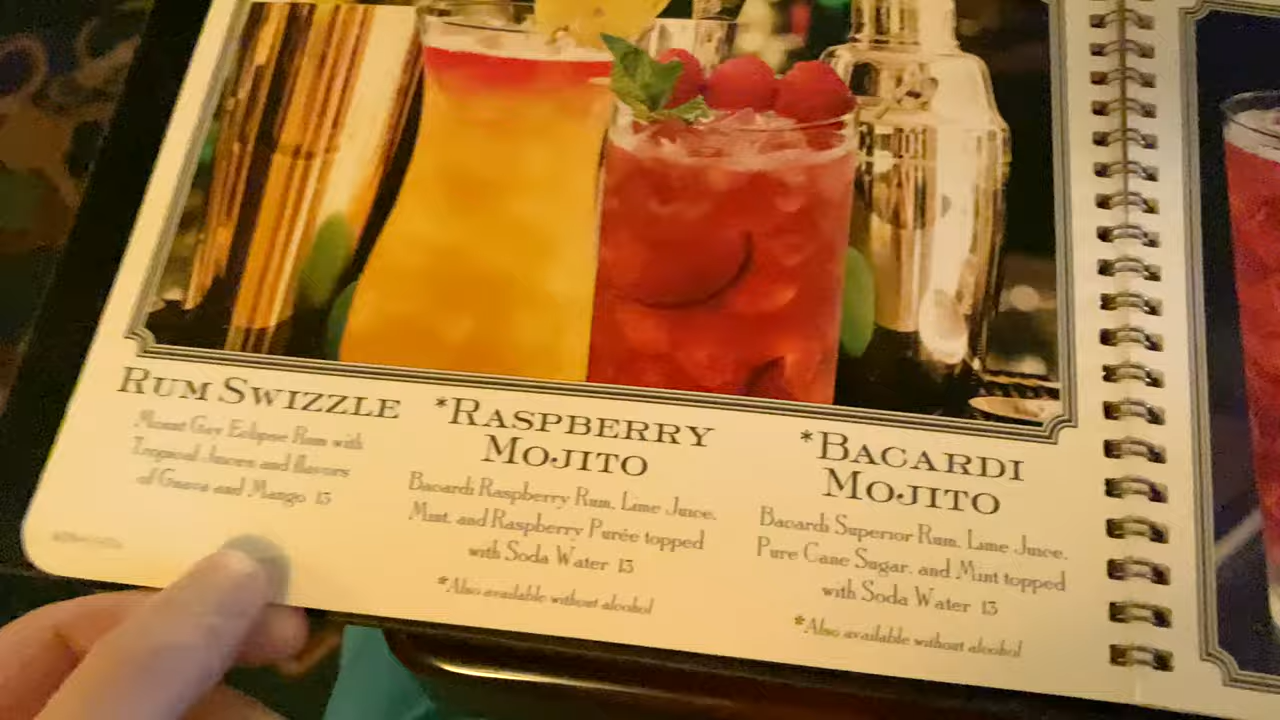 RUM SWIZZLE
Mount Gay Eclipse Rum with
Tropical Juices and flavors
of Guava and Mango 13
*RASPBERRY
MOJITO
Bacardi Raspberry Rum, Lime Juice,
Mint, and Raspberry Purée topped
with Soda Water 13
*Also available without alcohol
*BACARDI
MOJITO
Bacardi Superior Rum, Lime Juice,
Pure Cane Sugar, and Mint topped
with Soda Water 13
*Also available without alcohol